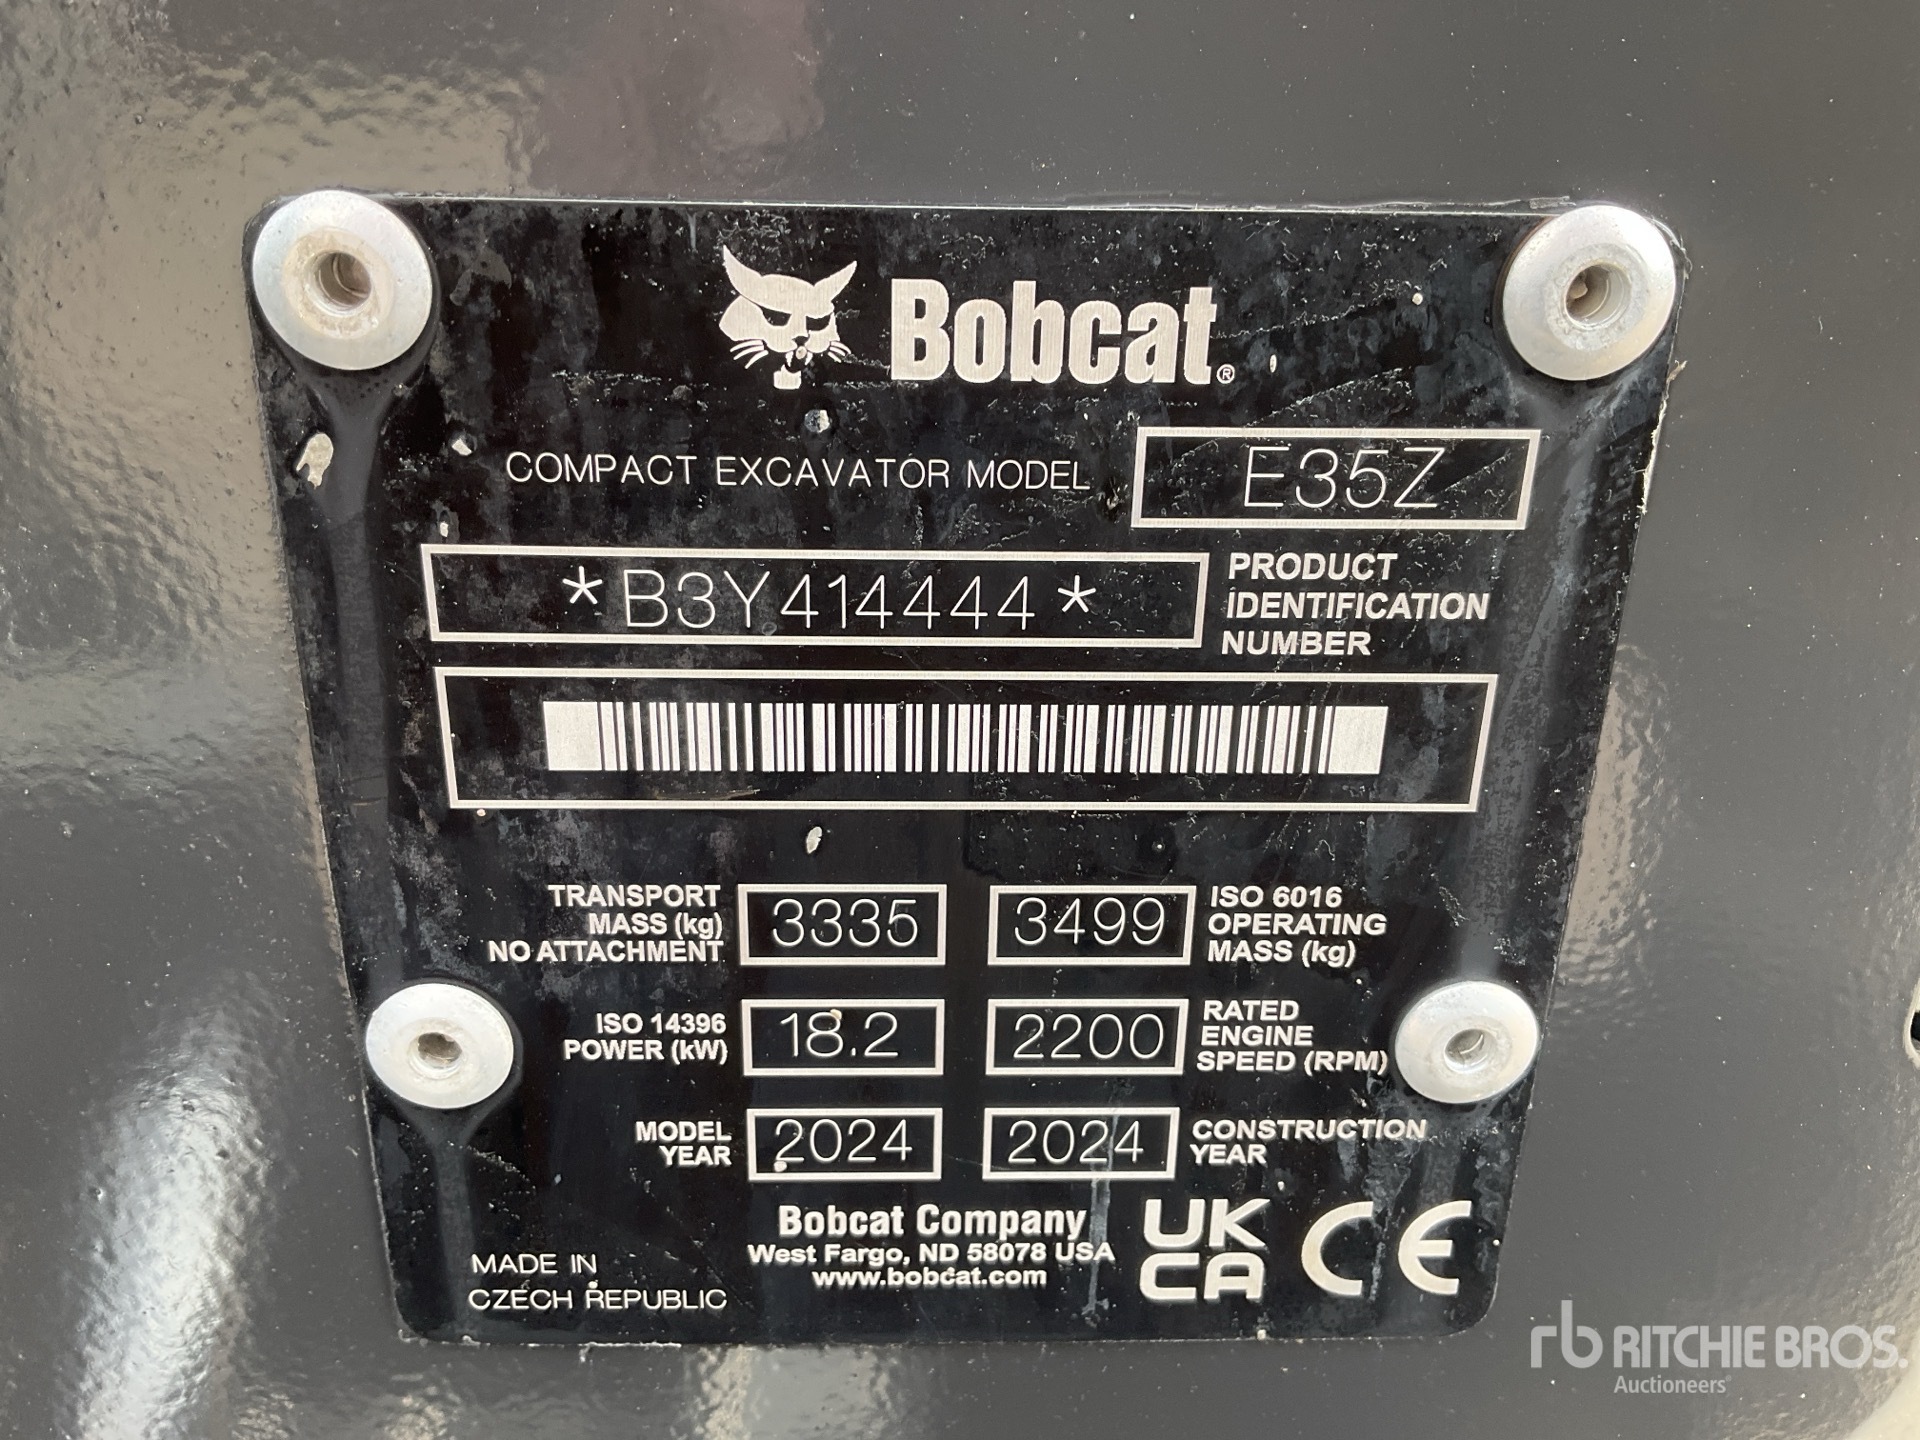 Bobcat®
COMPACT EXCAVATOR MODEL E35Z
*B3Y414444* PRODUCT IDENTIFICATION NUMBER
TRANSPORT MASS (kg) NO ATTACHMENT 3335
3499 ISO 6016 OPERATING MASS (kg)
ISO 14396 POWER (kW) 18.2
2200 RATED ENGINE SPEED (RPM)
MODEL YEAR 2024
2024 CONSTRUCTION YEAR
MADE IN
CZECH REPUBLIC
Bobcat Company
West Fargo, ND 58078 USA
www.bobcat.com
UK
CA
CE
rb RITCHIE BROS.
Auctioneers